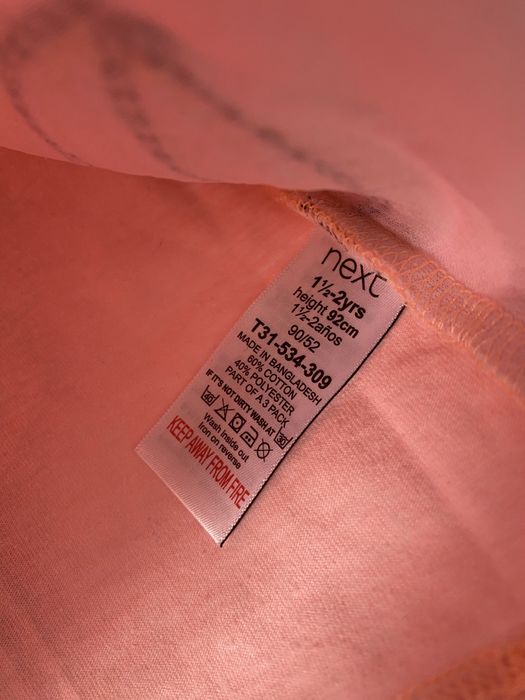 next
1½-2yrs
height 92cm
1½-2años
90/52
T31-534-309
MADE IN BANGLADESH
60% COTTON
40% POLYESTER
PART OF A 3 PACK
IF IT'S NOT DIRTY WASH AT 30
40
Wash inside out
Iron on reverse
KEEP AWAY FROM FIRE